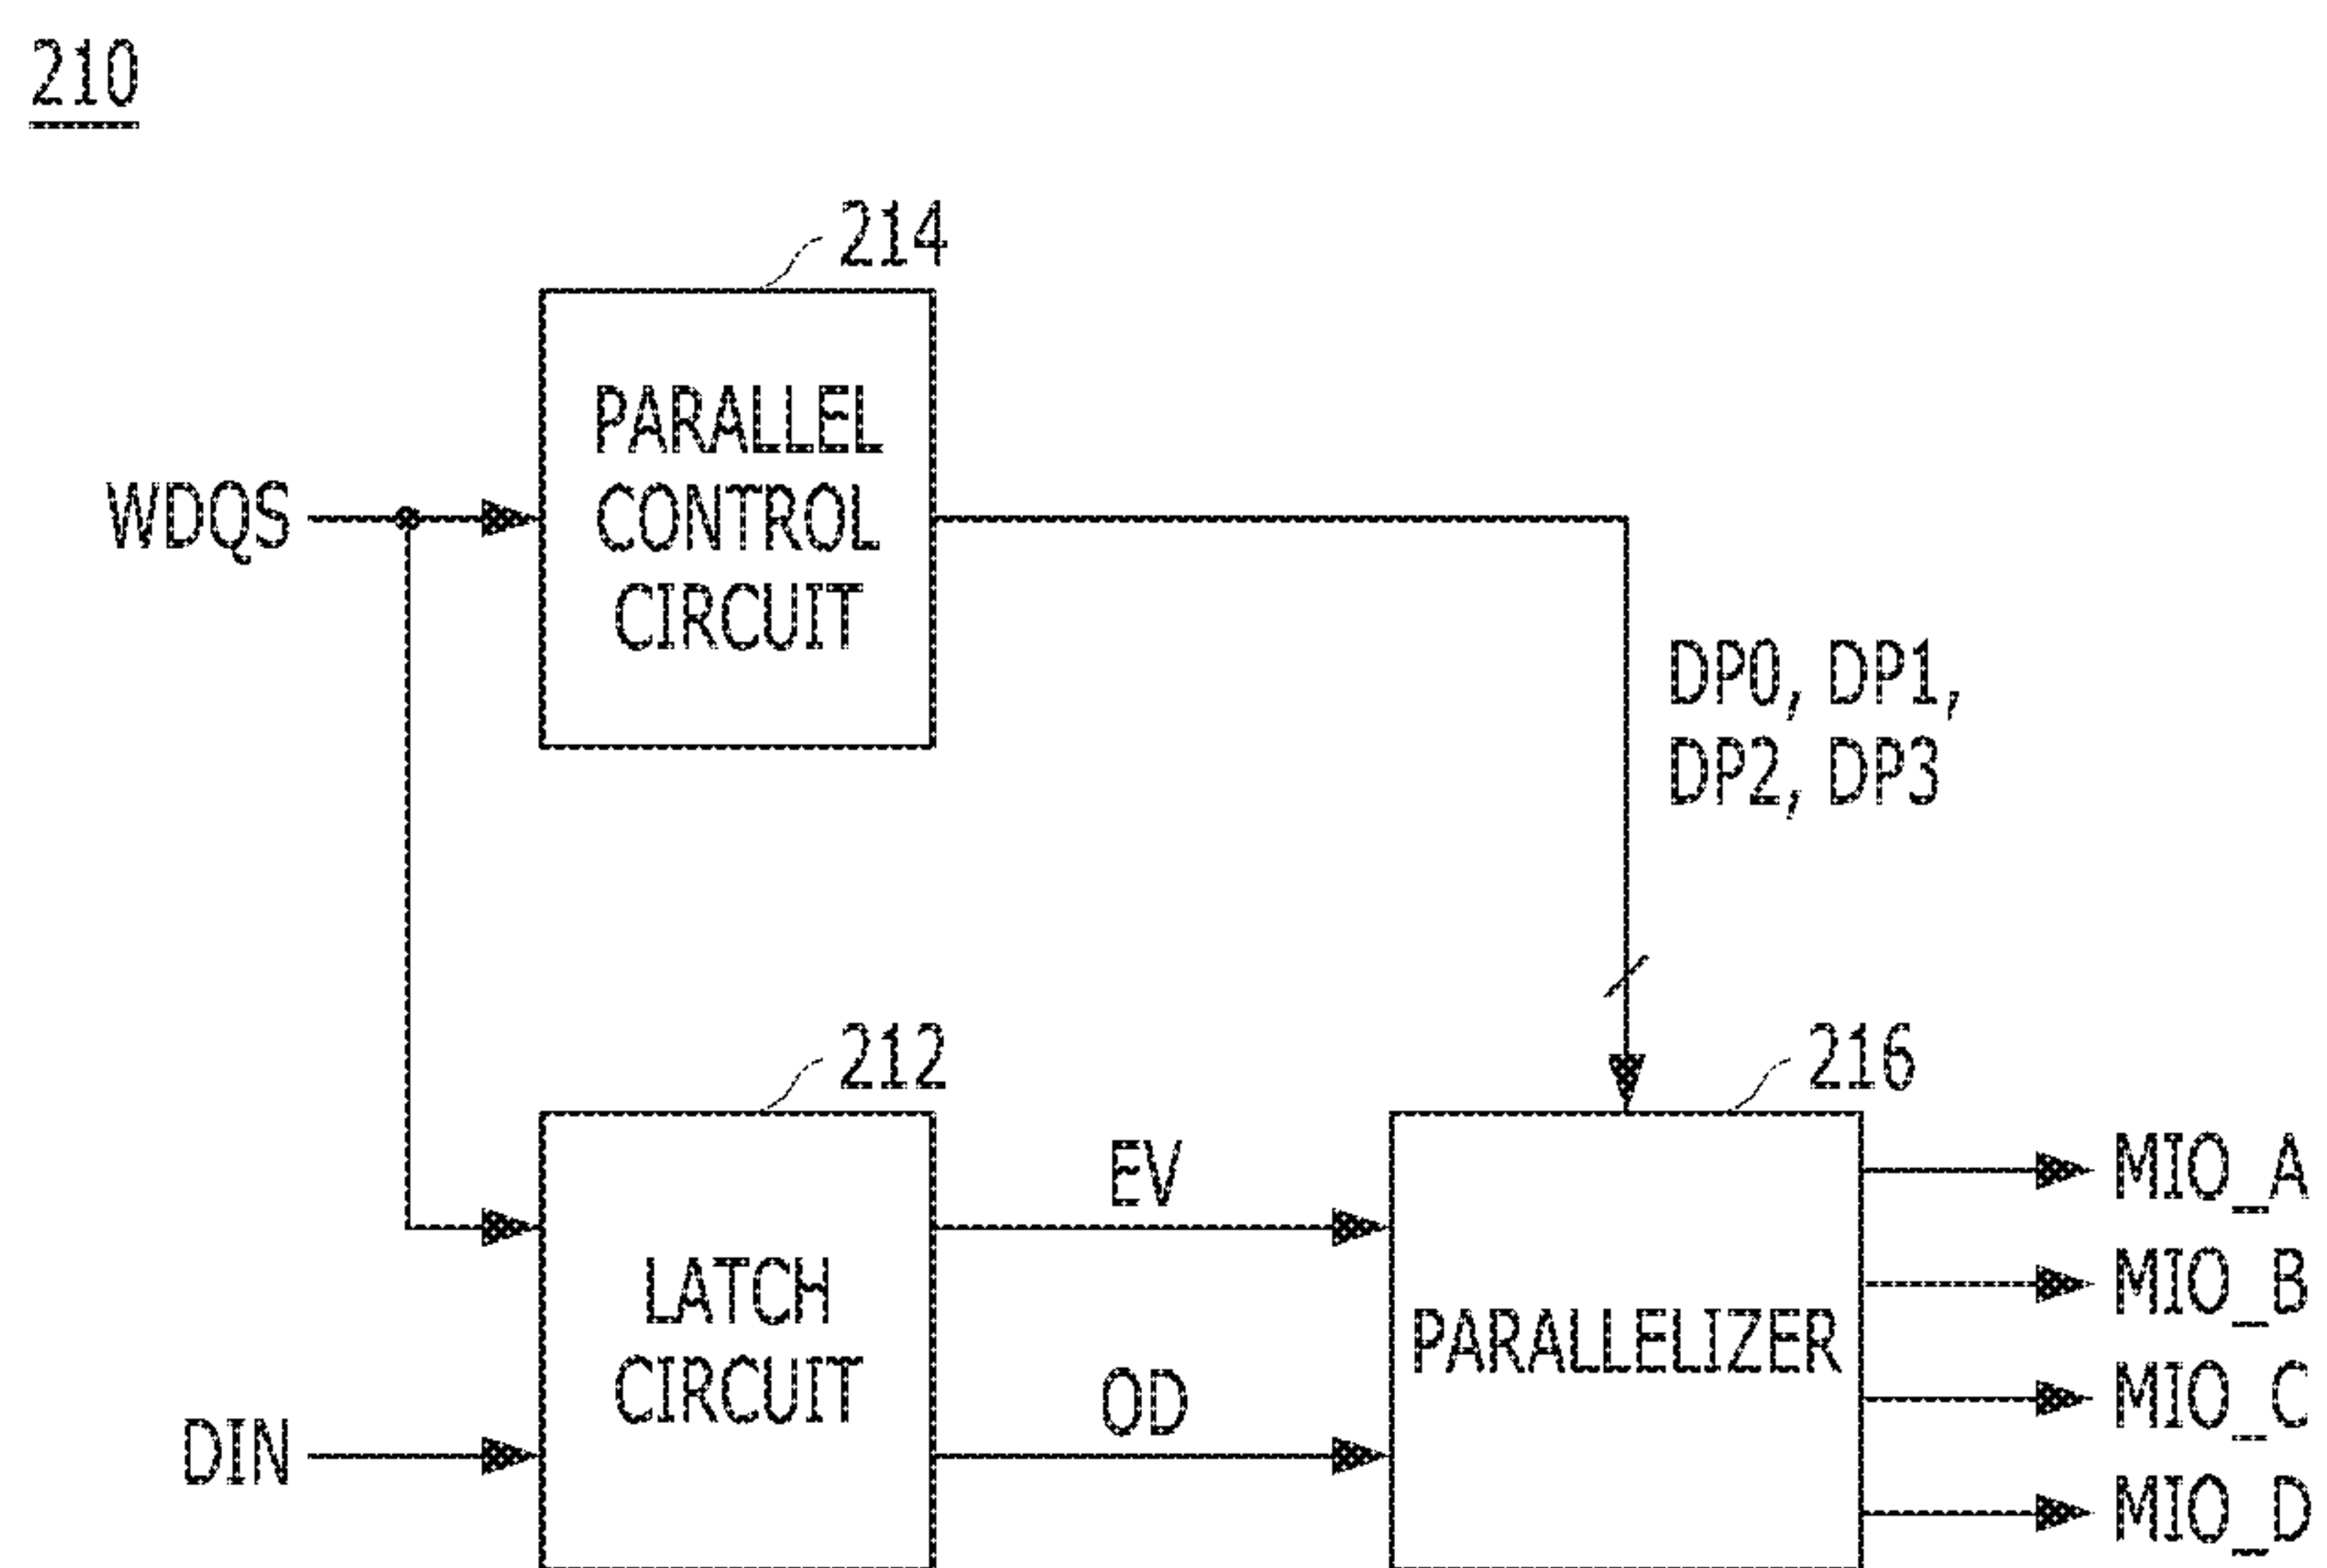 210
214
PARALLEL
CONTROL
CIRCUIT
WDQS
DP0, DP1,
DP2, DP3
212
216
LATCH
CIRCUIT
EV
OD
DIN
PARALLELIZER
MIO_A
MIO_B
MIO_C
MIO_D